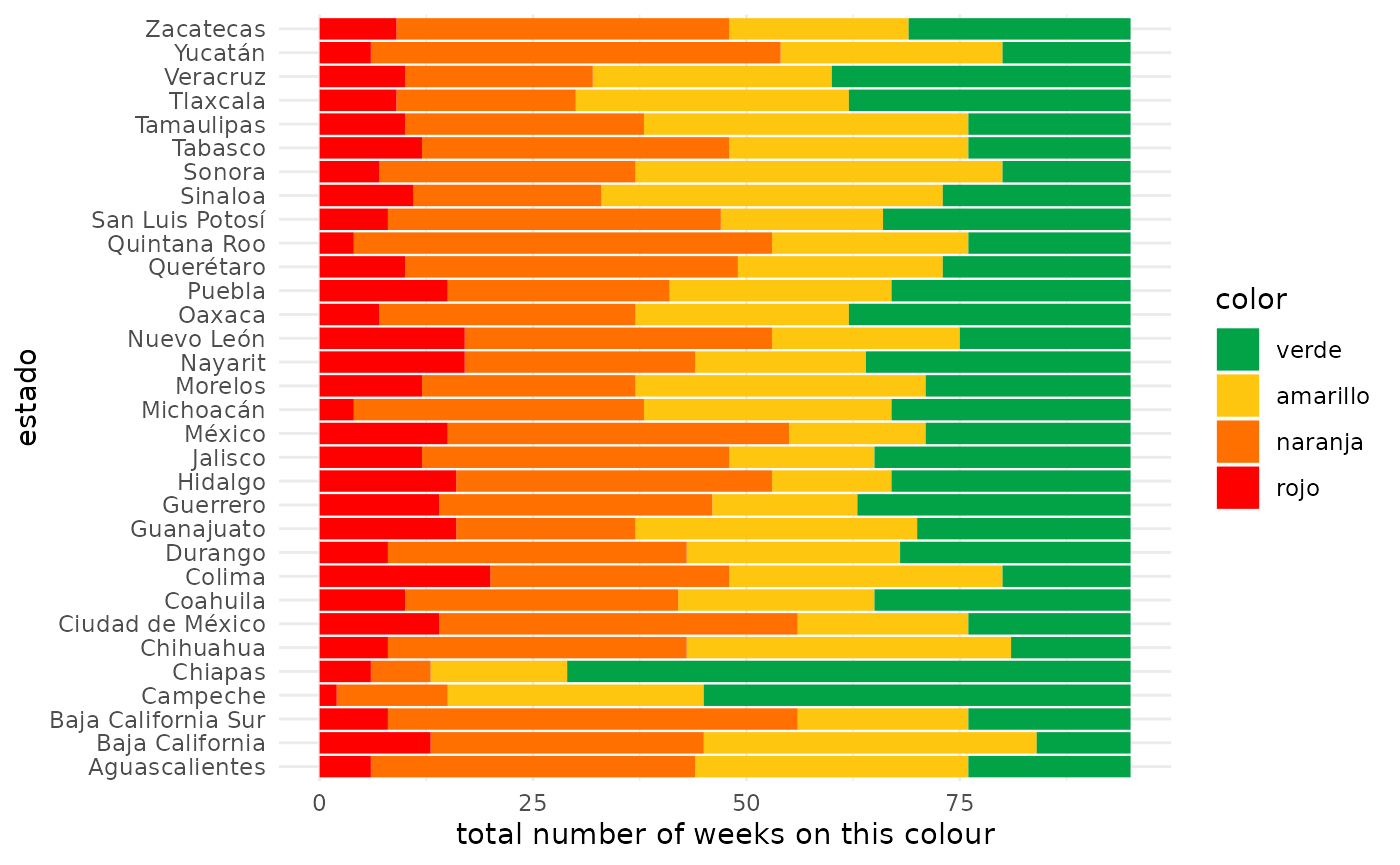 Zacatecas
Yucatán
Veracruz
Tlaxcala
Tamaulipas
Tabasco
Sonora
Sinaloa
San Luis Potosí
Quintana Roo
Querétaro
Puebla
Oaxaca
Nuevo León
Nayarit
Morelos
Michoacán
México
Jalisco
Hidalgo
Guerrero
Guanajuato
Durango
Colima
Coahuila
Ciudad de México
Chihuahua
Chiapas
Campeche
Baja California Sur
Baja California
Aguascalientes
estado
0 25 50 75
total number of weeks on this colour
color
verde
amarillo
naranja
rojo